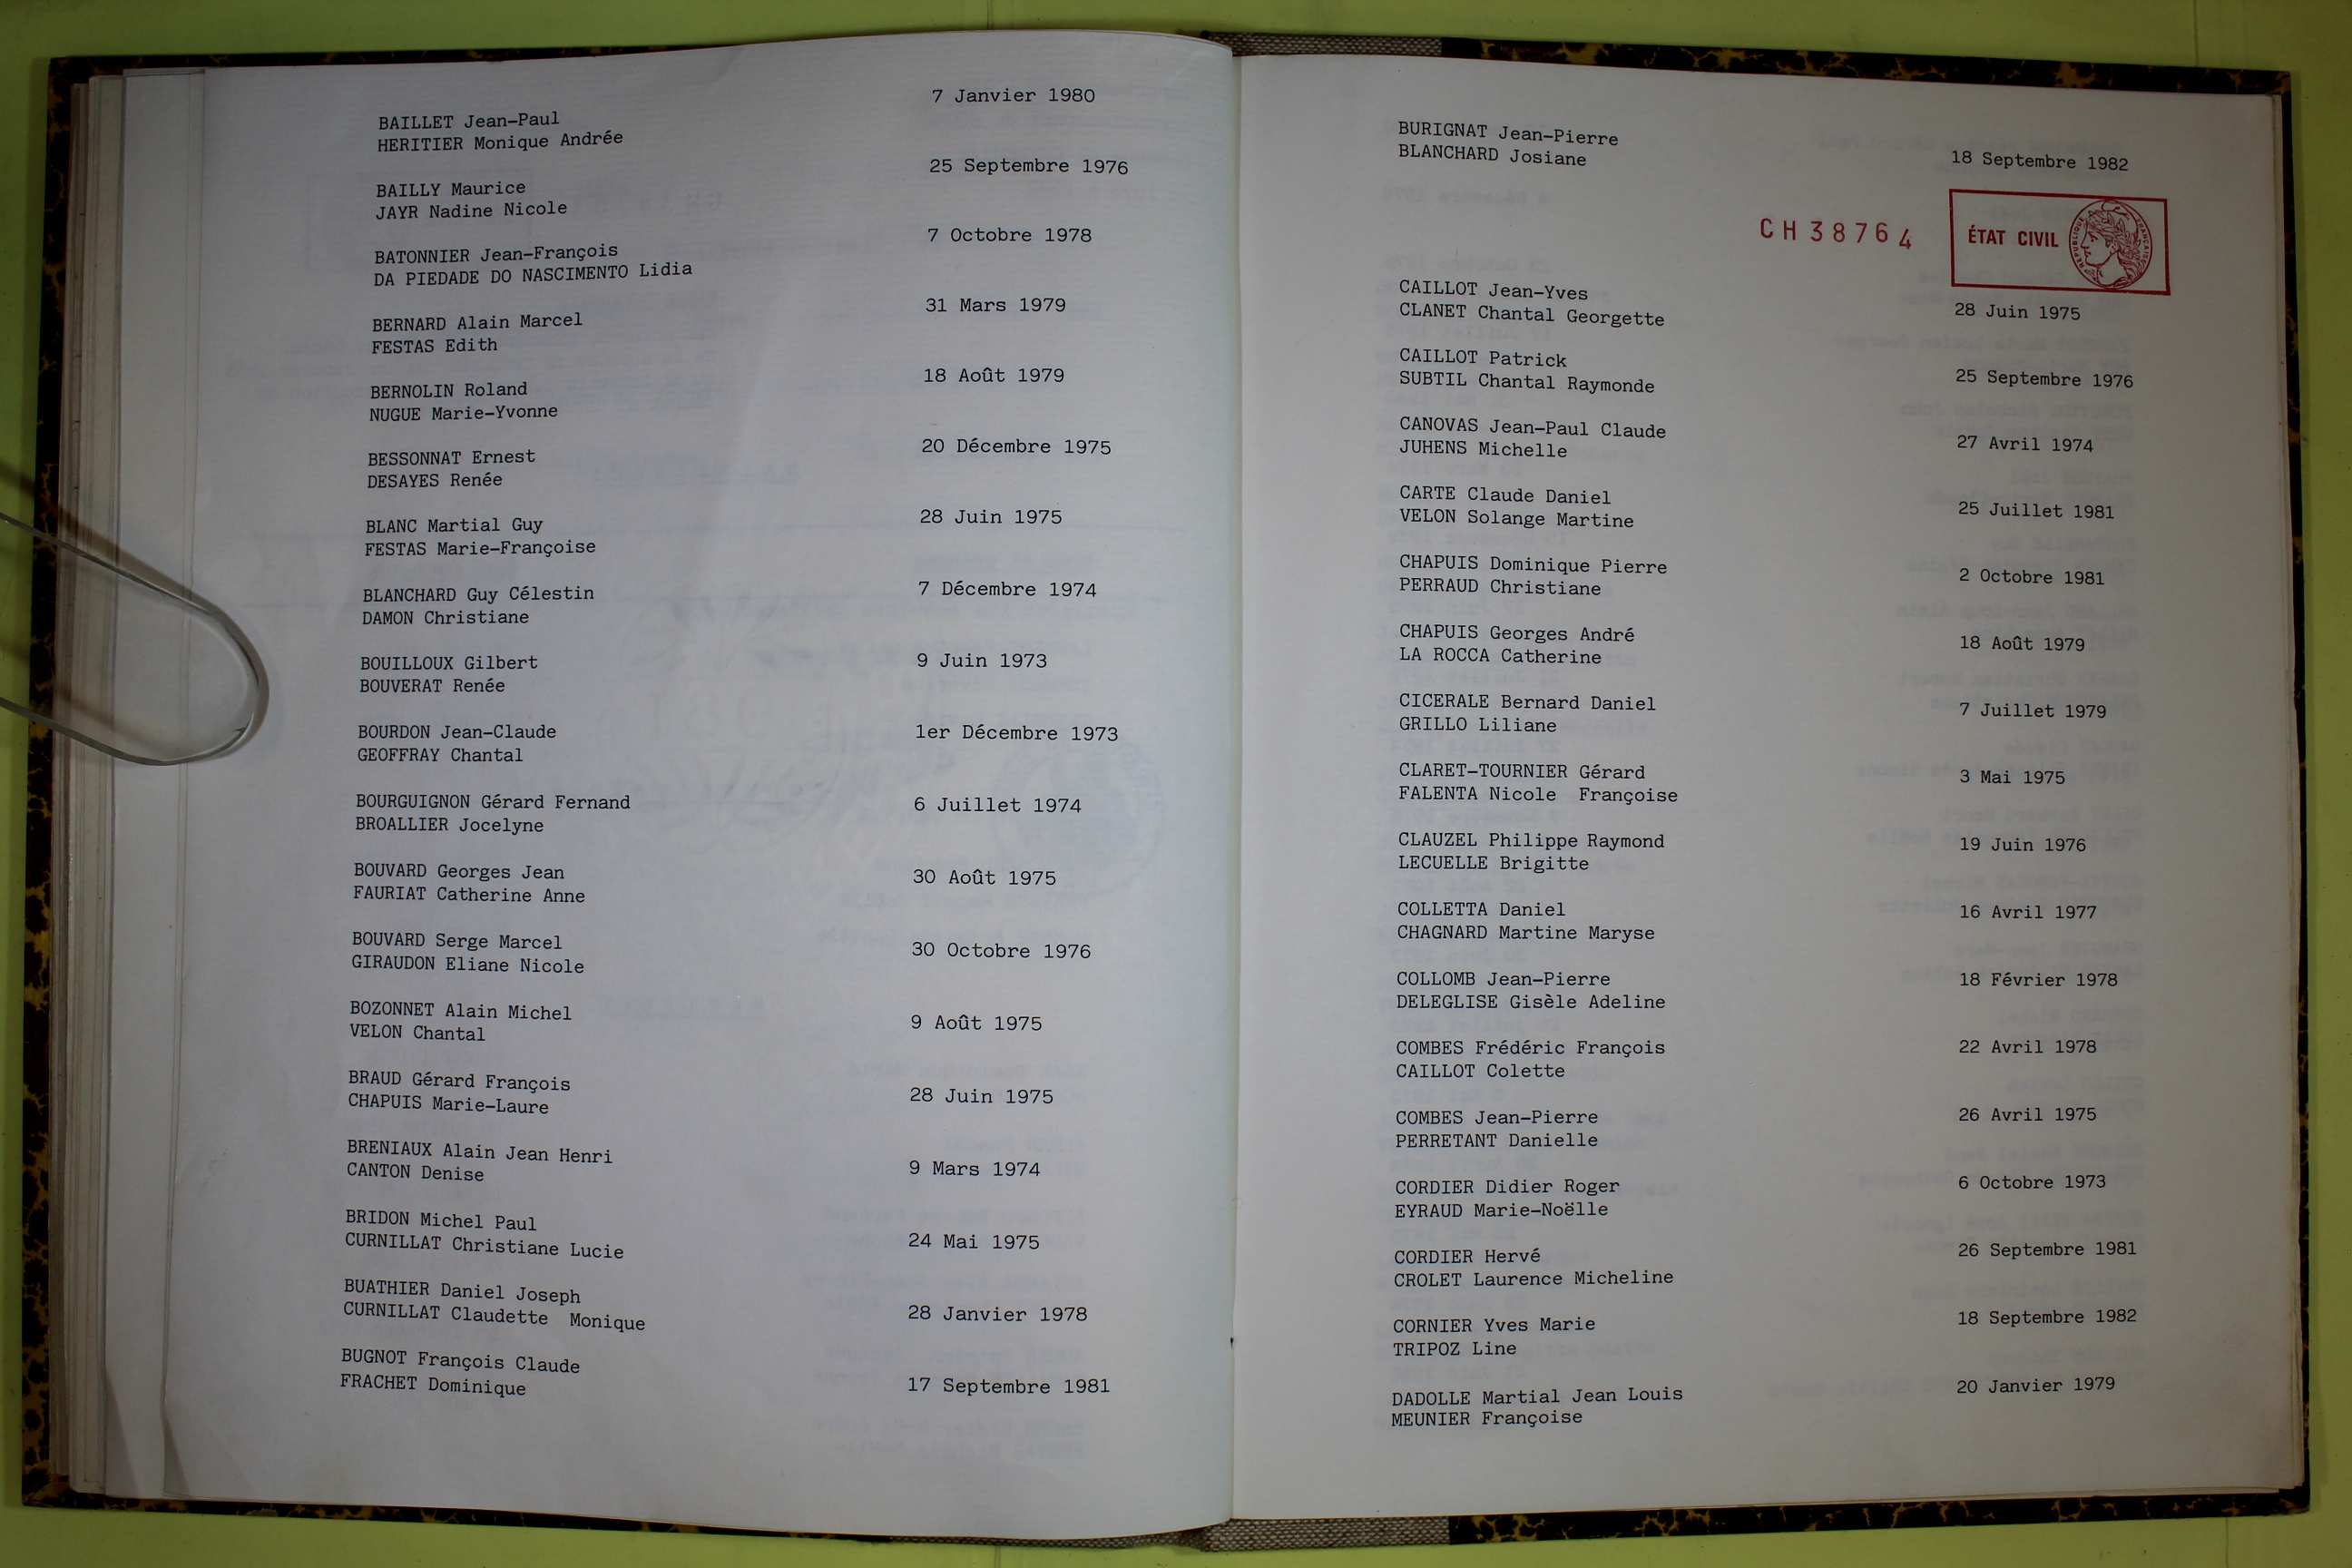 7 Janvier 1980
BAILLET Jean-Paul
HERITIER Monique Andrée
25 Septembre 1976
BAILLY Maurice
JAYR Nadine Nicole
7 Octobre 1978
BATONNIER Jean-François
DA PIEDADE DO NASCIMENTO Lidia
31 Mars 1979
BERNARD Alain Marcel
FESTAS Edith
18 Août 1979
BERNOLIN Roland
NUGUE Marie-Yvonne
20 Décembre 1975
BESSONNAT Ernest
DESAYES Renée
28 Juin 1975
BLANC Martial Guy
FESTAS Marie-Françoise
7 Décembre 1974
BLANCHARD Guy Célestin
DAMON Christiane
9 Juin 1973
BOUILLOUX Gilbert
BOUVERAT Renée
1er Décembre 1973
BOURDON Jean-Claude
GEOFFRAY Chantal
6 Juillet 1974
BOURGUIGNON Gérard Fernand
BROALLIER Jocelyne
30 Août 1975
BOUVARD Georges Jean
FAURIAT Catherine Anne
30 Octobre 1976
BOUVARD Serge Marcel
GIRAUDON Eliane Nicole
9 Août 1975
BOZONNET Alain Michel
VELON Chantal
28 Juin 1975
BRAUD Gérard François
CHAPUIS Marie-Laure
9 Mars 1974
BRENIAUX Alain Jean Henri
CANTON Denise
24 Mai 1975
BRIDON Michel Paul
CURNILLAT Christiane Lucie
28 Janvier 1978
BUATHIER Daniel Joseph
CURNILLAT Claudette Monique
17 Septembre 1981
BUGNOT François Claude
FRACHET Dominique
BURIGNAT Jean-Pierre
BLANCHARD Josiane
18 Septembre 1982
CH38764
ÉTAT CIVIL
RÉPUBLIQUE FRANÇAISE
CAILLOT Jean-Yves
CLANET Chantal Georgette
28 Juin 1975
CAILLOT Patrick
SUBTIL Chantal Raymonde
25 Septembre 1976
CANOVAS Jean-Paul Claude
JUHENS Michelle
27 Avril 1974
CARTE Claude Daniel
VELON Solange Martine
25 Juillet 1981
CHAPUIS Dominique Pierre
PERRAUD Christiane
2 Octobre 1981
CHAPUIS Georges André
LA ROCCA Catherine
18 Août 1979
CICERALE Bernard Daniel
GRILLO Liliane
7 Juillet 1979
CLARET-TOURNIER Gérard
FALENTA Nicole Françoise
3 Mai 1975
CLAUZEL Philippe Raymond
LECUELLE Brigitte
19 Juin 1976
COLLETTA Daniel
CHAGNARD Martine Maryse
16 Avril 1977
COLLOMB Jean-Pierre
DELEGLISE Gisèle Adeline
18 Février 1978
COMBES Frédéric François
CAILLOT Colette
22 Avril 1978
COMBES Jean-Pierre
PERRETANT Danielle
26 Avril 1975
CORDIER Didier Roger
EYRAUD Marie-Noëlle
6 Octobre 1973
CORDIER Hervé
CROLET Laurence Micheline
26 Septembre 1981
CORNIER Yves Marie
TRIPOZ Line
18 Septembre 1982
DADOLLE Martial Jean Louis
MEUNIER Françoise
20 Janvier 1979